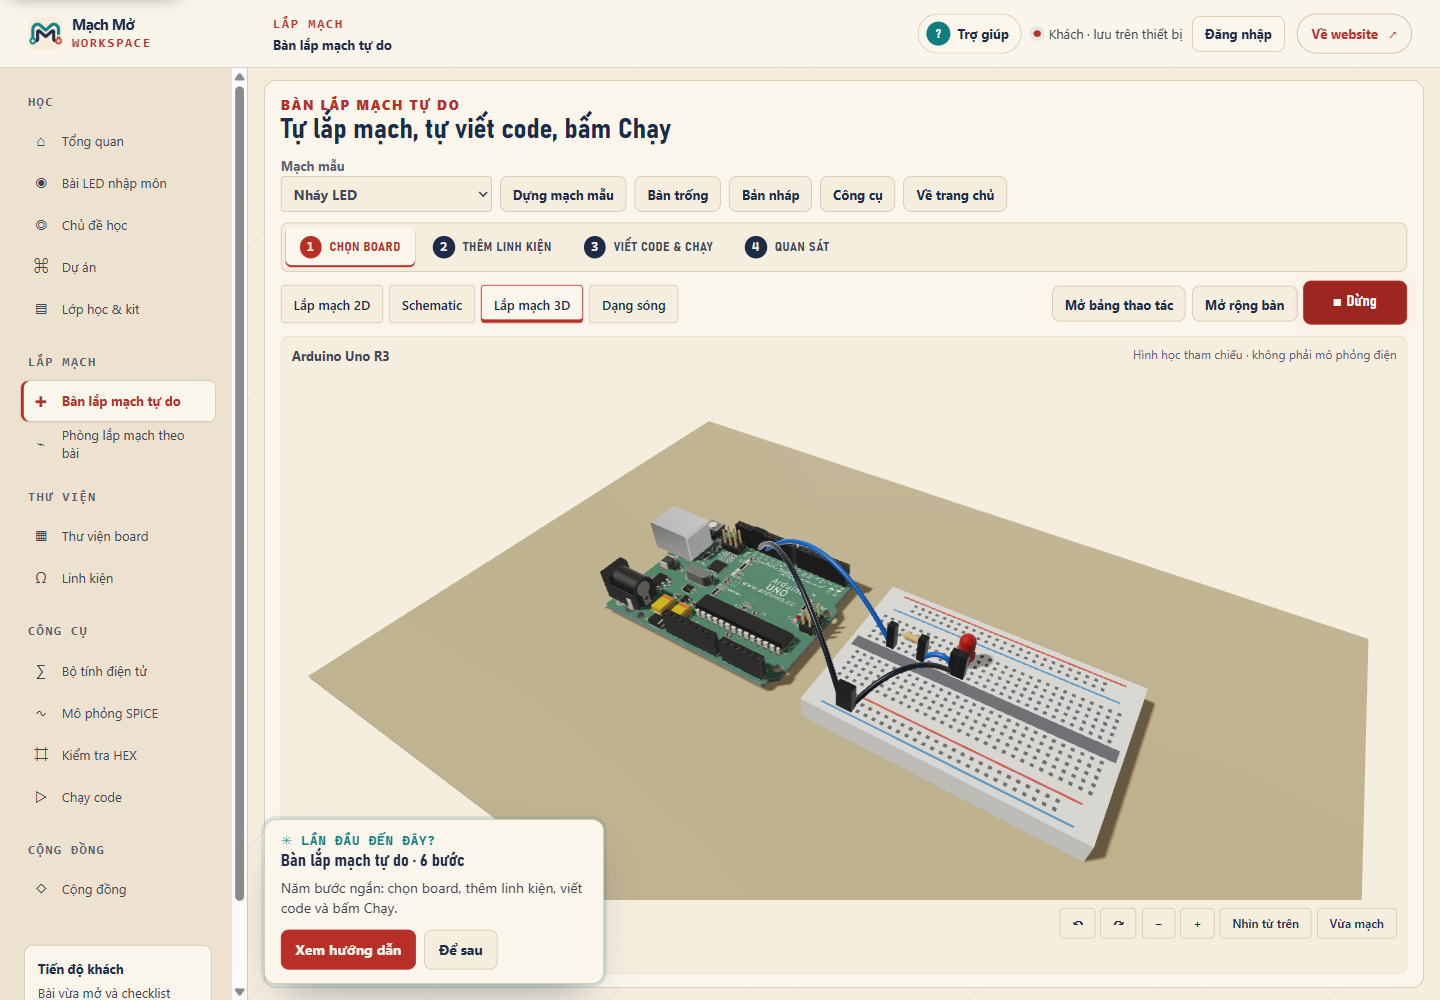 Mạch Mở
WORKSPACE
LẮP MẠCH
Bàn lắp mạch tự do
? Trợ giúp
Khách · lưu trên thiết bị
Đăng nhập
Về website ↗
HỌC
Tổng quan
Bài LED nhập môn
Chủ đề học
Dự án
Lớp học & kit
LẮP MẠCH
Bàn lắp mạch tự do
Phòng lắp mạch theo
bài
THƯ VIỆN
Thư viện board
Linh kiện
CÔNG CỤ
Bộ tính điện tử
Mô phỏng SPICE
Kiểm tra HEX
Chạy code
CỘNG ĐỒNG
Cộng đồng
Tiến độ khách
Bài vừa mở và checklist
BÀN LẮP MẠCH TỰ DO
Tự lắp mạch, tự viết code, bấm Chạy
Mạch mẫu
Nháy LED
Dựng mạch mẫu
Bàn trống
Bản nháp
Công cụ
Về trang chủ
1 CHỌN BOARD
2 THÊM LINH KIỆN
3 VIẾT CODE & CHẠY
4 QUAN SÁT
Lắp mạch 2D
Schematic
Lắp mạch 3D
Dạng sóng
Mở bảng thao tác
Mở rộng bàn
■ Dừng
Arduino Uno R3
Hình học tham chiếu · không phải mô phỏng điện
Arduino
UNO
www.arduino.cc
✳ LẦN ĐẦU ĐẾN ĐÂY?
Bàn lắp mạch tự do · 6 bước
Năm bước ngắn: chọn board, thêm linh kiện, viết
code và bấm Chạy.
Xem hướng dẫn
Để sau
↶
↷
−
+
Nhìn từ trên
Vừa mạch